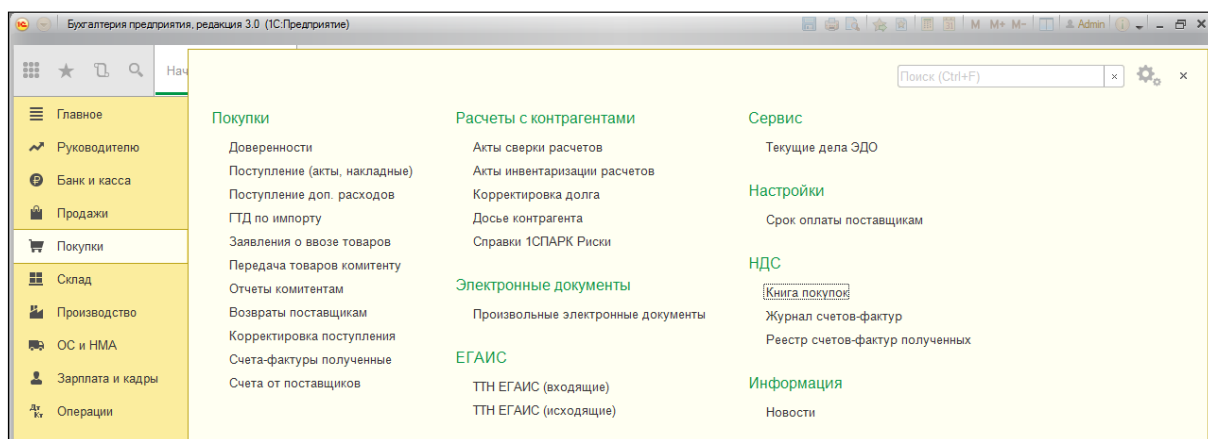 Бухгалтерия предприятия, редакция 3.0 (1С:Предприятие)
M M+ M-
Admin
Нач
Поиск (Ctrl+F)
Главное
Руководителю
Банк и касса
Продажи
Покупки
Склад
Производство
ОС и НМА
Зарплата и кадры
Операции
Покупки
Доверенности
Поступление (акты, накладные)
Поступление доп. расходов
ГТД по импорту
Заявления о ввозе товаров
Передача товаров комитенту
Отчеты комитентам
Возвраты поставщикам
Корректировка поступления
Счета-фактуры полученные
Счета от поставщиков
Расчеты с контрагентами
Акты сверки расчетов
Акты инвентаризации расчетов
Корректировка долга
Досье контрагента
Справки 1СПАРК Риски
Электронные документы
Произвольные электронные документы
ЕГАИС
ТТН ЕГАИС (входящие)
ТТН ЕГАИС (исходящие)
Сервис
Текущие дела ЭДО
Настройки
Срок оплаты поставщикам
НДС
Книга покупок
Журнал счетов-фактур
Реестр счетов-фактур полученных
Информация
Новости